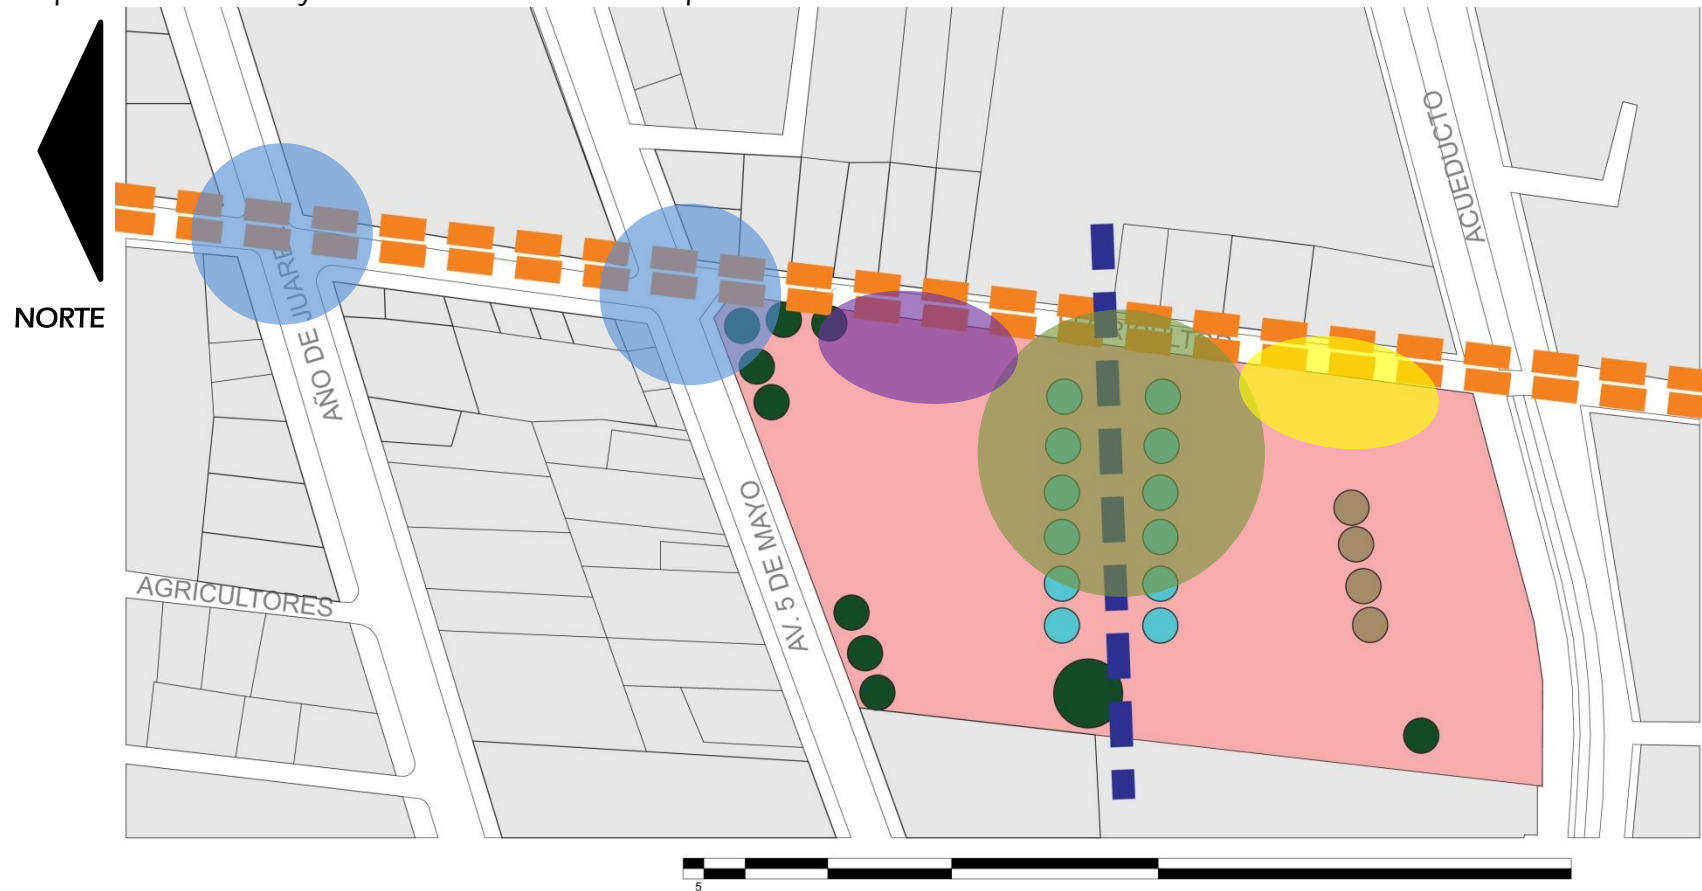 ACUEDUCTO
NORTE
AÑO DE JUAREZ
AV. 5 DE MAYO
AGRICULTORES
5